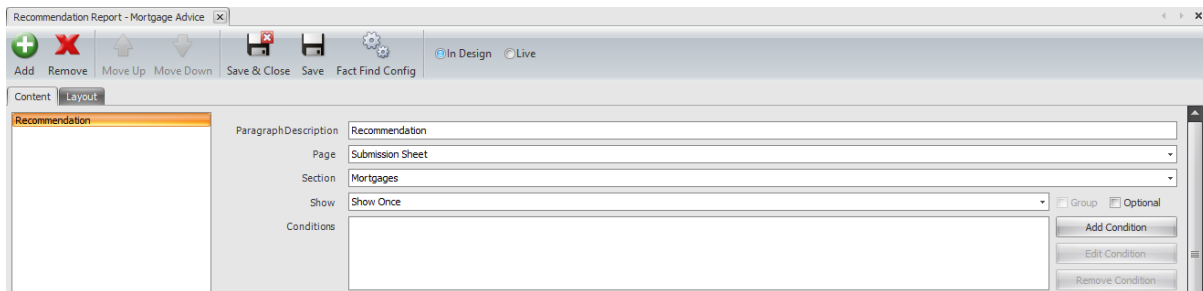 Recommendation Report - Mortgage Advice
Add Remove Move Up Move Down Save & Close Save Fact Find Config In Design Live
Content Layout
Recommendation
ParagraphDescription Recommendation
Page Submission Sheet
Section Mortgages
Show Show Once Group Optional
Conditions Add Condition
Edit Condition
Remove Condition